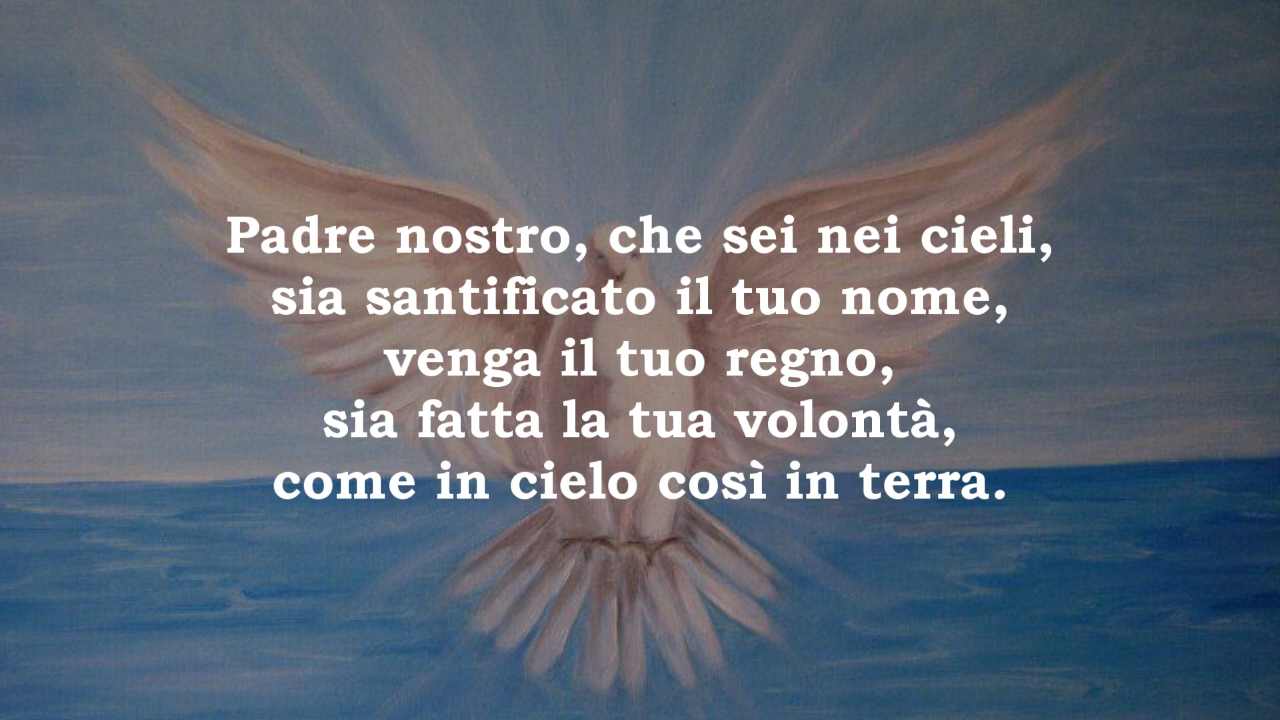 Padre nostro, che sei nei cieli,
sia santificato il tuo nome,
venga il tuo regno,
sia fatta la tua volontà,
come in cielo così in terra.